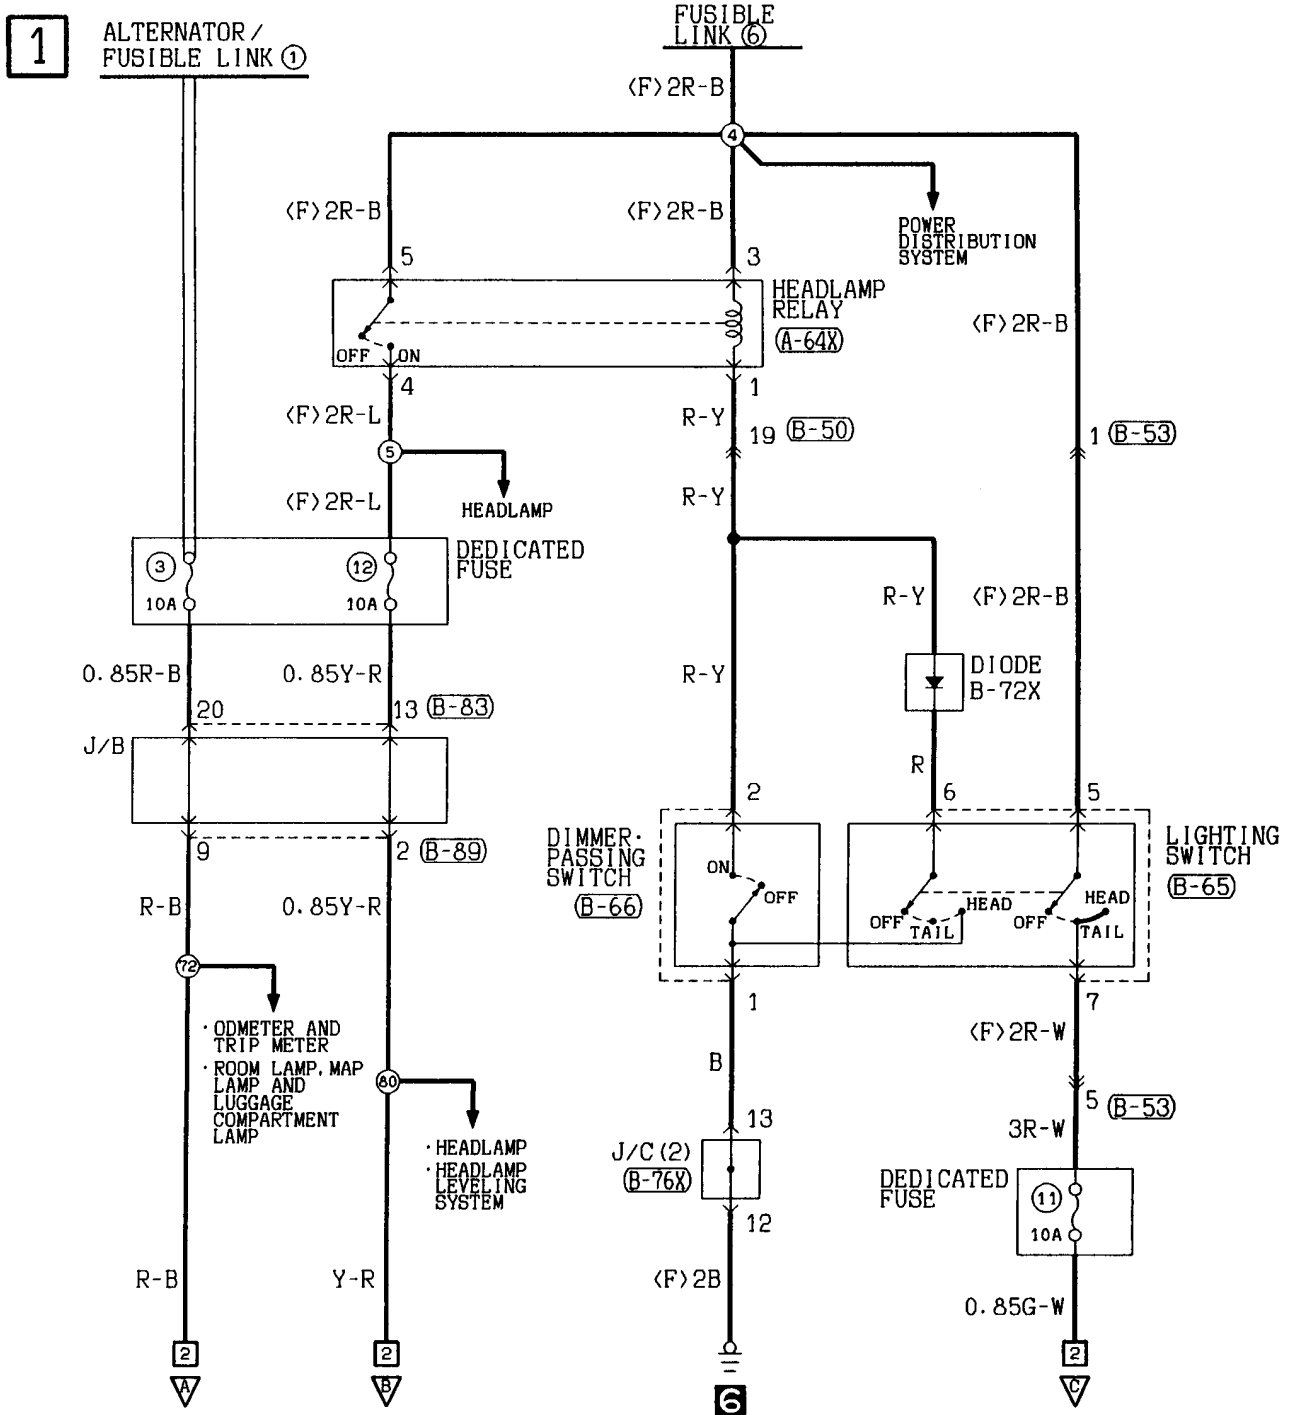 1
ALTERNATOR/
FUSIBLE LINK ①
FUSIBLE
LINK ⑥
⟨F⟩2R-B
4
⟨F⟩2R-B
⟨F⟩2R-B
POWER
DISTRIBUTION
SYSTEM
5
3
HEADLAMP
RELAY
A-64X
⟨F⟩2R-B
OFF
ON
4
1
⟨F⟩2R-L
R-Y
19
B-50
1
B-53
5
⟨F⟩2R-L
HEADLAMP
R-Y
DEDICATED
FUSE
3
12
10A
10A
R-Y
⟨F⟩2R-B
0.85R-B
0.85Y-R
R-Y
DIODE
B-72X
20
13
B-83
J/B
R
2
6
5
9
2
B-89
DIMMER·
PASSING
SWITCH
B-66
ON
OFF
OFF
TAIL
HEAD
OFF
TAIL
HEAD
LIGHTING
SWITCH
B-65
R-B
0.85Y-R
72
1
7
· ODMETER AND
TRIP METER
· ROOM LAMP, MAP
LAMP AND
LUGGAGE
COMPARTMENT
LAMP
⟨F⟩2R-W
B
80
5
B-53
13
3R-W
· HEADLAMP
· HEADLAMP
LEVELING
SYSTEM
J/C(2)
B-76X
12
DEDICATED
FUSE
11
10A
R-B
Y-R
⟨F⟩2B
0.85G-W
2
2
2
A
B
6
C